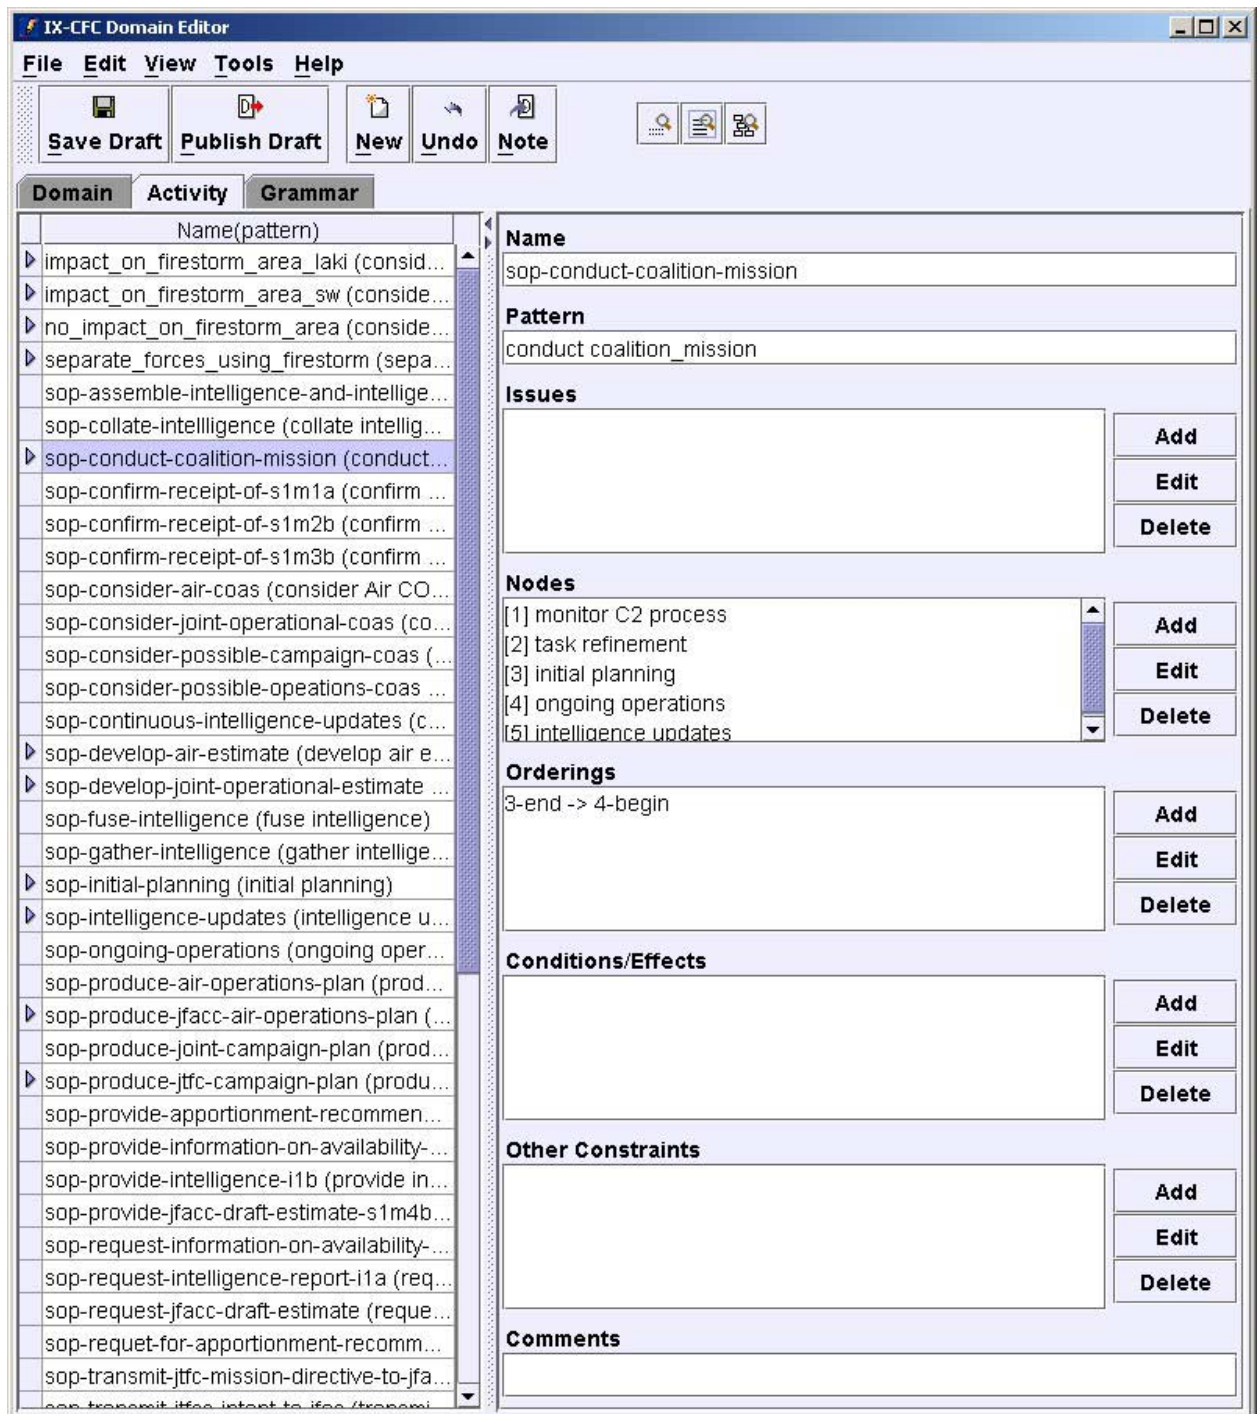 IX-CFC Domain Editor
File Edit View Tools Help
Save Draft Publish Draft New Undo Note
Domain Activity Grammar
Name(pattern)
impact_on_firestorm_area_laki (consid...
impact_on_firestorm_area_sw (conside...
no_impact_on_firestorm_area (conside...
separate_forces_using_firestorm (sepa...
sop-assemble-intelligence-and-intellige...
sop-collate-intellligence (collate intellig...
sop-conduct-coalition-mission (conduct...
sop-confirm-receipt-of-s1m1a (confirm ...
sop-confirm-receipt-of-s1m2b (confirm ...
sop-confirm-receipt-of-s1m3b (confirm ...
sop-consider-air-coas (consider Air CO...
sop-consider-joint-operational-coas (co...
sop-consider-possible-campaign-coas (...
sop-consider-possible-opeations-coas ...
sop-continuous-intelligence-updates (c...
sop-develop-air-estimate (develop air e...
sop-develop-joint-operational-estimate ...
sop-fuse-intelligence (fuse intelligence)
sop-gather-intelligence (gather intellige...
sop-initial-planning (initial planning)
sop-intelligence-updates (intelligence u...
sop-ongoing-operations (ongoing oper...
sop-produce-air-operations-plan (prod...
sop-produce-jfacc-air-operations-plan (...
sop-produce-joint-campaign-plan (prod...
sop-produce-jtfc-campaign-plan (produ...
sop-provide-apportionment-recommen...
sop-provide-information-on-availability-...
sop-provide-intelligence-i1b (provide in...
sop-provide-jfacc-draft-estimate-s1m4b...
sop-request-information-on-availability-...
sop-request-intelligence-report-i1a (req...
sop-request-jfacc-draft-estimate (reque...
sop-requet-for-apportionment-recomm...
sop-transmit-jtfc-mission-directive-to-jfa...
Name
sop-conduct-coalition-mission
Pattern
conduct coalition_mission
Issues
Add
Edit
Delete
Nodes
[1] monitor C2 process
[2] task refinement
[3] initial planning
[4] ongoing operations
[5] intelligence updates
Add
Edit
Delete
Orderings
3-end -> 4-begin
Add
Edit
Delete
Conditions/Effects
Add
Edit
Delete
Other Constraints
Add
Edit
Delete
Comments